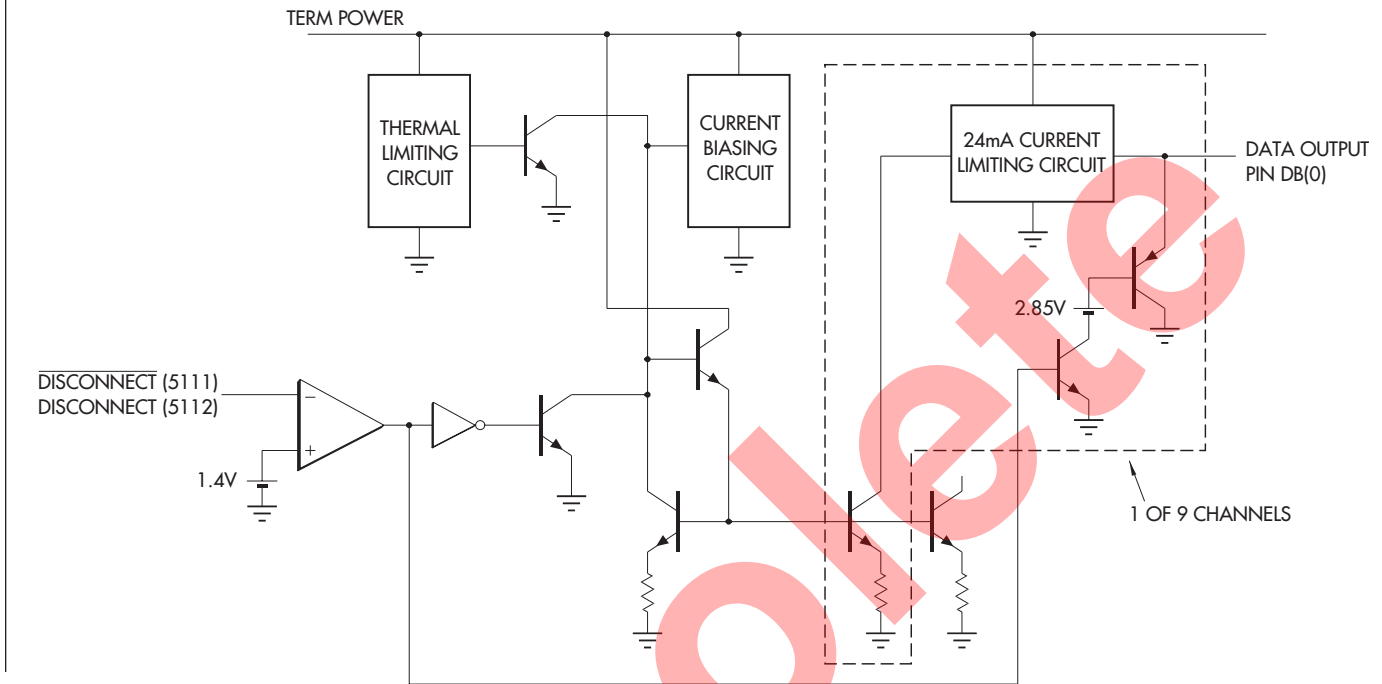 TERM POWER
THERMAL
LIMITING
CIRCUIT
CURRENT
BIASING
CIRCUIT
24mA CURRENT
LIMITING CIRCUIT
DATA OUTPUT
PIN DB(0)
2.85V
DISCONNECT (5111)
DISCONNECT (5112)
−
+
1.4V
1 OF 9 CHANNELS
olete